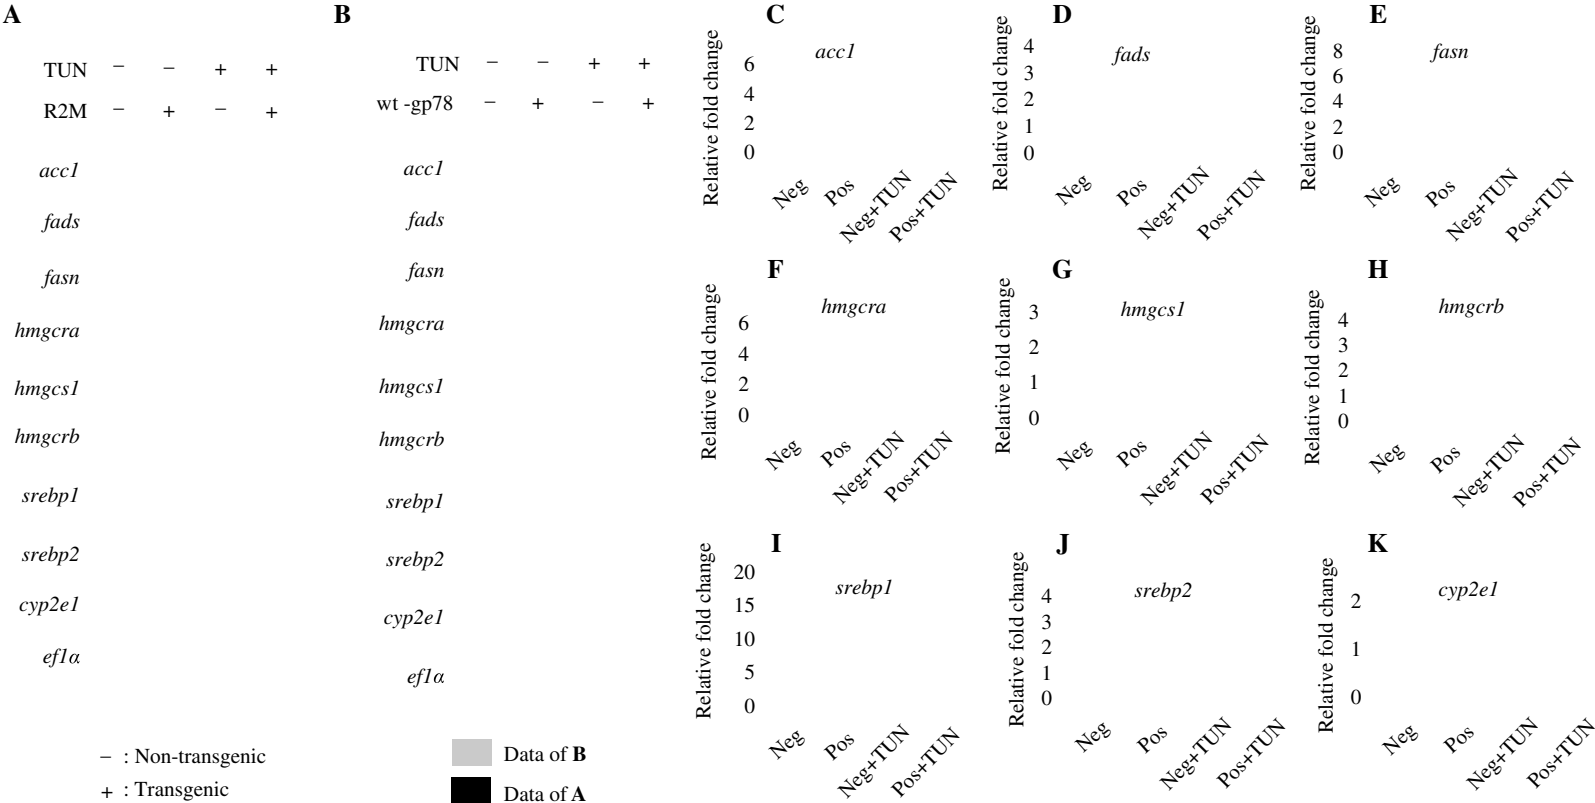 A
TUN − − + +
R2M − + − +
acc1
fads
fasn
hmgcra
hmgcs1
hmgcrb
srebp1
srebp2
cyp2e1
ef1α
− : Non-transgenic
+ : Transgenic
B
TUN − − + +
wt -gp78 − + − +
acc1
fads
fasn
hmgcra
hmgcs1
hmgcrb
srebp1
srebp2
cyp2e1
ef1α
Data of B
Data of A
C
acc1
Relative fold change
6
4
2
0
Neg Pos Neg+TUN Pos+TUN
D
fads
Relative fold change
4
3
2
1
0
Neg Pos Neg+TUN Pos+TUN
E
fasn
Relative fold change
8
6
4
2
0
Neg Pos Neg+TUN Pos+TUN
F
hmgcra
Relative fold change
6
4
2
0
Neg Pos Neg+TUN Pos+TUN
G
hmgcs1
Relative fold change
3
2
1
0
Neg Pos Neg+TUN Pos+TUN
H
hmgcrb
Relative fold change
4
3
2
1
0
Neg Pos Neg+TUN Pos+TUN
I
srebp1
Relative fold change
20
15
10
5
0
Neg Pos Neg+TUN Pos+TUN
J
srebp2
Relative fold change
4
3
2
1
0
Neg Pos Neg+TUN Pos+TUN
K
cyp2e1
Relative fold change
2
1
0
Neg Pos Neg+TUN Pos+TUN